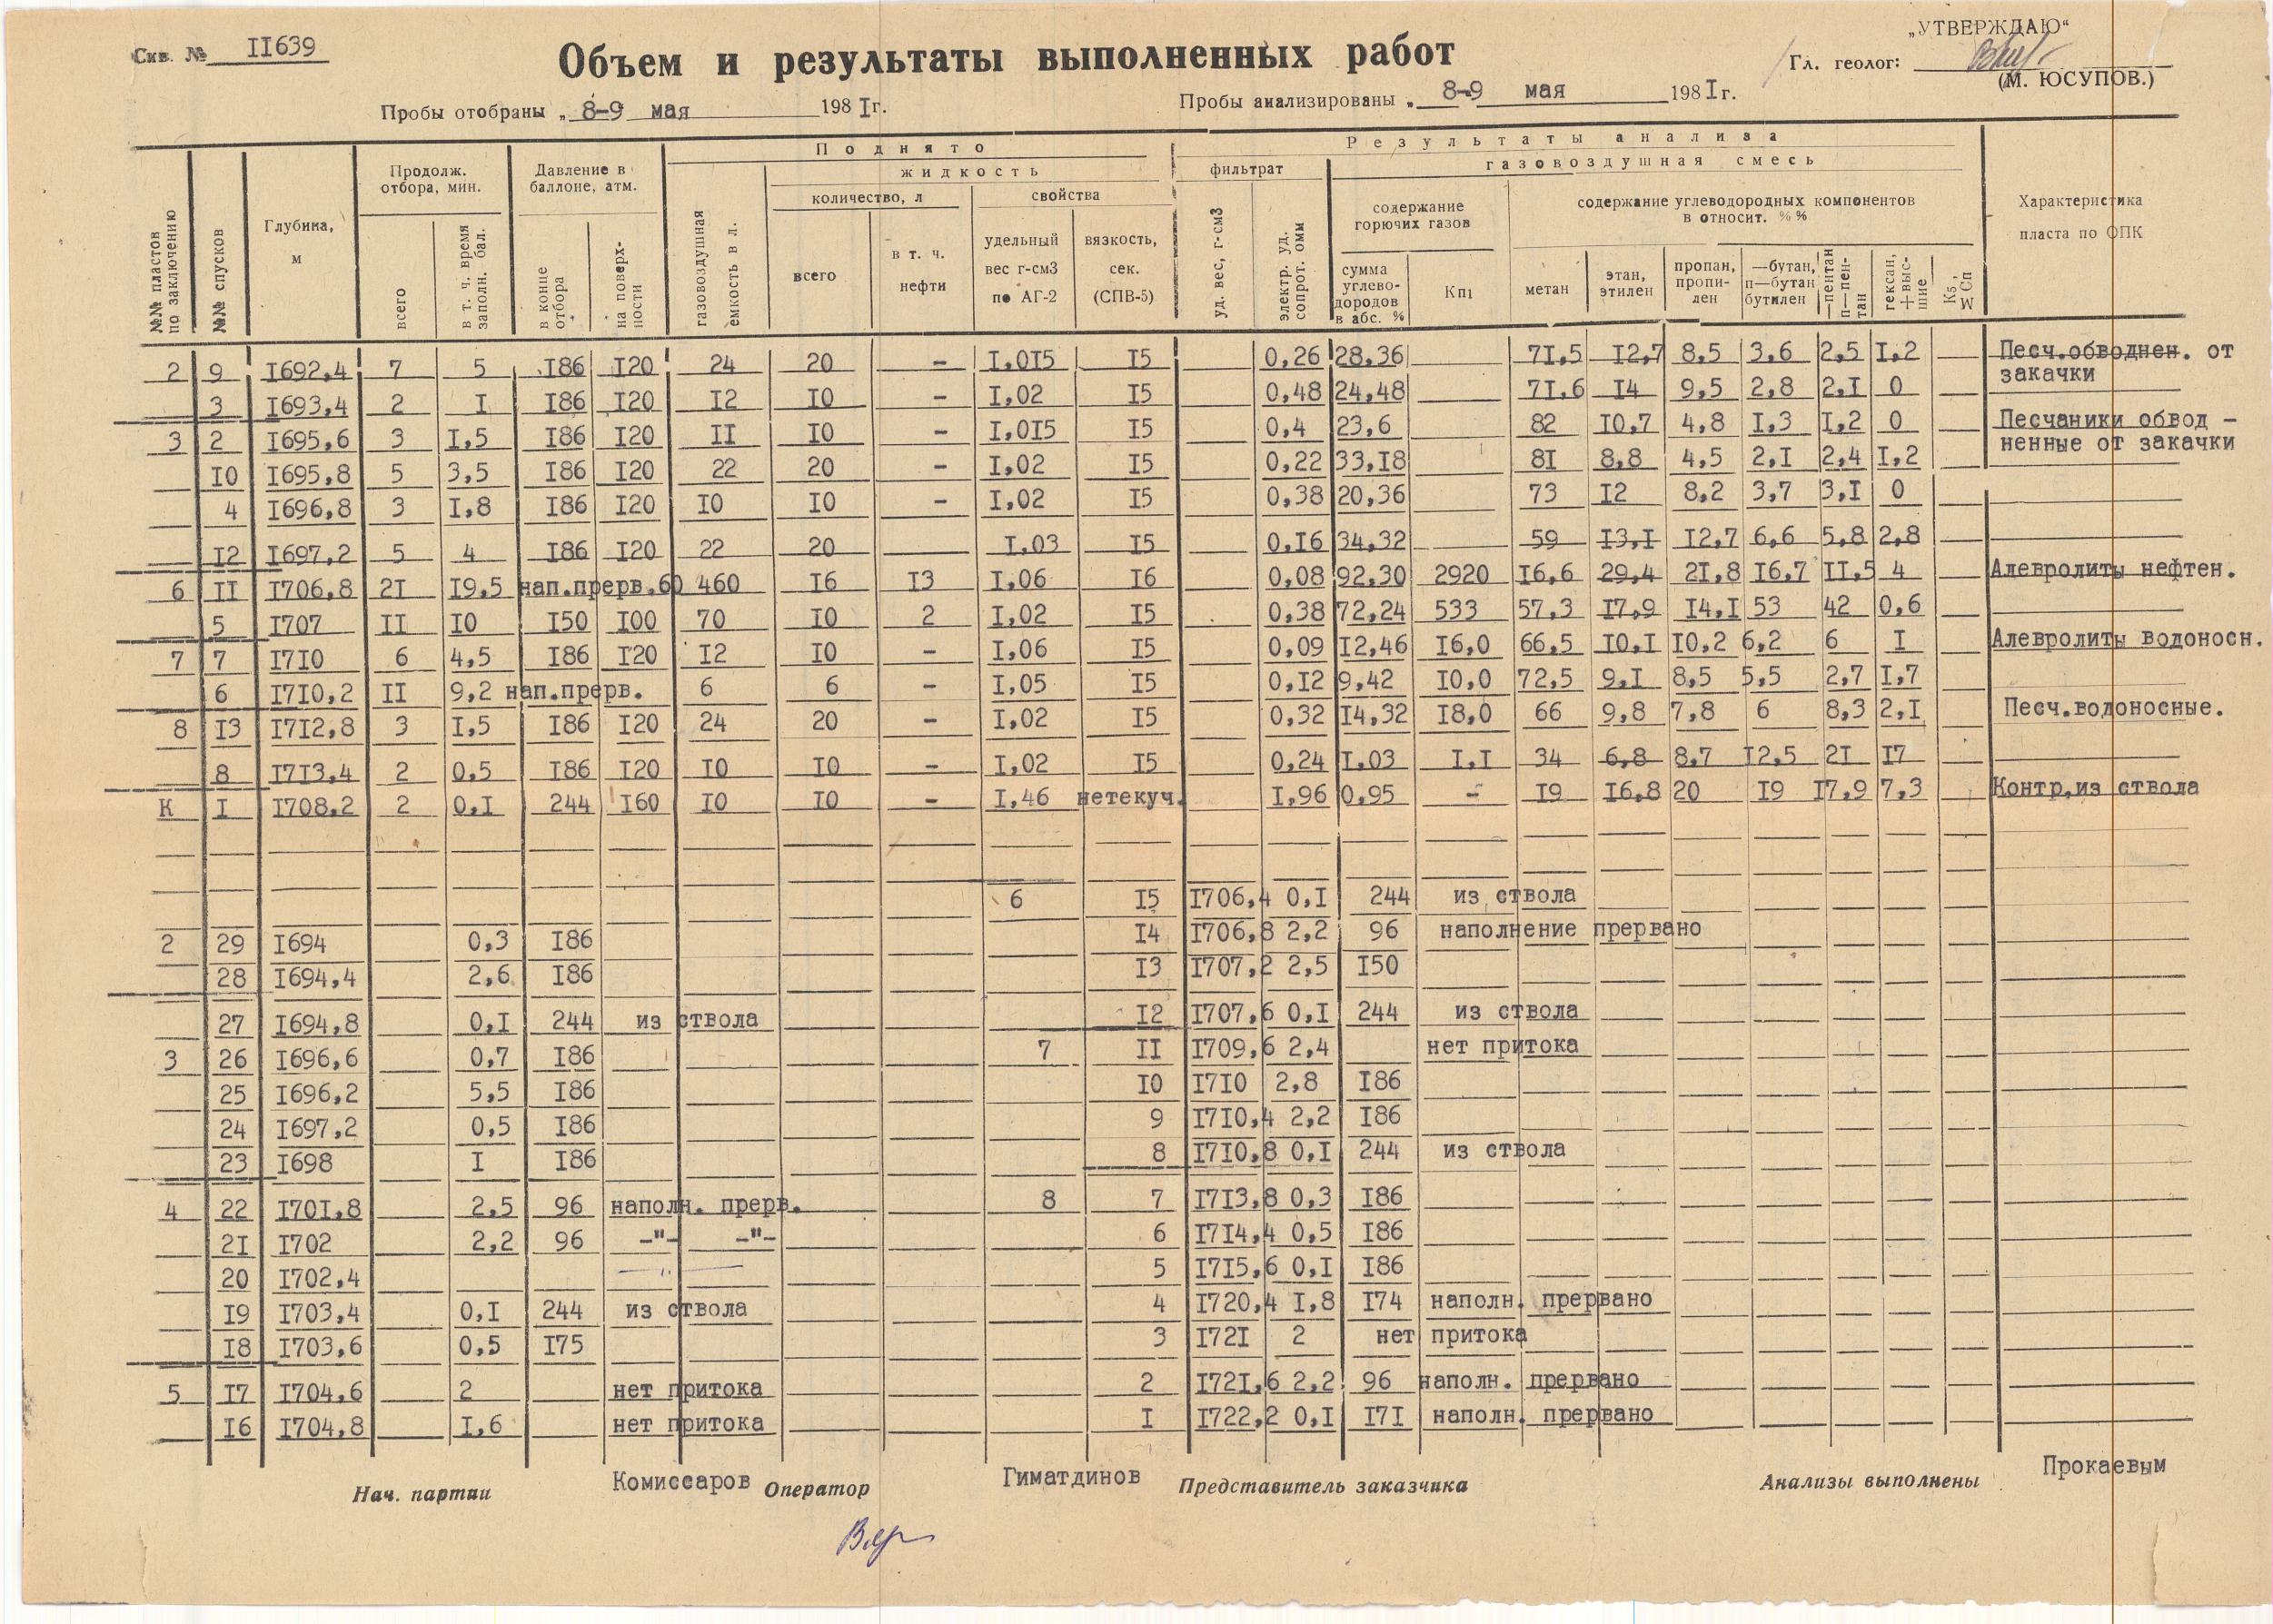 Скв. № II639
Объем и результаты выполненных работ
„УТВЕРЖДАЮ“
Гл. геолог:
(М. ЮСУПОВ.)
Пробы отобраны „ 8-9 мая 198Iг.
Пробы анализированы „ 8-9 мая 198Iг.
№№ пластов по заключению
№№ спусков
Глубина, м
Продолж. отбора, мин.
всего
в т. ч. время заполн. бал.
Давление в баллоне, атм.
в конце отбора
на поверх- ности
Поднято
газовоздушная емкость в л.
жидкость
количество, л
всего
в т. ч. нефти
свойства
удельный вес г-см3 по АГ-2
вязкость, сек. (СПВ-5)
Результаты анализа
фильтрат
уд. вес, г-см3
электр. уд. сопрот. омм
газовоздушная смесь
содержание горючих газов
сумма углево- дородов в абс. %
Кп1
содержание углеводородных компонентов в относит. % %
метан
этан, этилен
пропан, пропи- лен
—бутан, п—бутан бутилен
—пентан п—пен- тан
гексан, +выс- шие
К5, W Сп
Характеристика пласта по ОПК
2 9 I692,4 7 5 I86 I20 24 20 - I,0I5 I5 0,26 28,36 7I,5 I2,7 8,5 3,6 2,5 I,2 Песч.обводнен. от
закачки
3 I693,4 2 I I86 I20 I2 I0 - I,02 I5 0,48 24,48 7I,6 I4 9,5 2,8 2,I 0
3 2 I695,6 3 I,5 I86 I20 II I0 - I,0I5 I5 0,4 23,6 82 I0,7 4,8 I,3 I,2 0 Песчаники обвод -
ненные от закачки
I0 I695,8 5 3,5 I86 I20 22 20 - I,02 I5 0,22 33,I8 8I 8,8 4,5 2,I 2,4 I,2
4 I696,8 3 I,8 I86 I20 I0 I0 - I,02 I5 0,38 20,36 73 I2 8,2 3,7 3,I 0
I2 I697,2 5 4 I86 I20 22 20 I,03 I5 0,I6 34,32 59 I3,I I2,7 6,6 5,8 2,8
6 II I706,8 2I I9,5 нап.прерв.60 460 I6 I3 I,06 I6 0,08 92,30 2920 I6,6 29,4 2I,8 I6,7 II,5 4 Алевролиты нефтен.
5 I707 II I0 I50 I00 70 I0 2 I,02 I5 0,38 72,24 533 57,3 I7,9 I4,I 53 42 0,6
7 7 I7I0 6 4,5 I86 I20 I2 I0 - I,06 I5 0,09 I2,46 I6,0 66,5 I0,I I0,2 6,2 6 I Алевролиты водоносн.
6 I7I0,2 II 9,2 нап.прерв. 6 6 - I,05 I5 0,I2 9,42 I0,0 72,5 9,I 8,5 5,5 2,7 I,7
8 I3 I7I2,8 3 I,5 I86 I20 24 20 - I,02 I5 0,32 I4,32 I8,0 66 9,8 7,8 6 8,3 2,I Песч.водоносные.
8 I7I3,4 2 0,5 I86 I20 I0 I0 - I,02 I5 0,24 I,03 I,I 34 6,8 8,7 I2,5 2I I7
К I I708,2 2 0,I 244 I60 I0 I0 - I,46 нетекуч. I,96 0,95 - I9 I6,8 20 I9 I7,9 7,3 Контр.из ствола
6 I5 I706,4 0,I 244 из ствола
2 29 I694 0,3 I86 I4 I706,8 2,2 96 наполнение прервано
28 I694,4 2,6 I86 I3 I707,2 2,5 I50
27 I694,8 0,I 244 из ствола I2 I707,6 0,I 244 из ствола
3 26 I696,6 0,7 I86 7 II I709,6 2,4 нет притока
25 I696,2 5,5 I86 I0 I7I0 2,8 I86
24 I697,2 0,5 I86 9 I7I0,4 2,2 I86
23 I698 I I86 8 I7I0,8 0,I 244 из ствола
4 22 I70I,8 2,5 96 наполн. прерв. 8 7 I7I3,8 0,3 I86
2I I702 2,2 96 -"- -"- 6 I7I4,4 0,5 I86
20 I702,4 5 I7I5,6 0,I I86
I9 I703,4 0,I 244 из ствола 4 I720,4 I,8 I74 наполн. прервано
I8 I703,6 0,5 I75 3 I72I 2 нет притока
5 I7 I704,6 2 нет притока 2 I72I,6 2,2 96 наполн. прервано
I6 I704,8 I,6 нет притока I I722,2 0,I I7I наполн. прервано
Нач. партии Комиссаров Оператор Гиматдинов Представитель заказчика Анализы выполнены Прокаевым